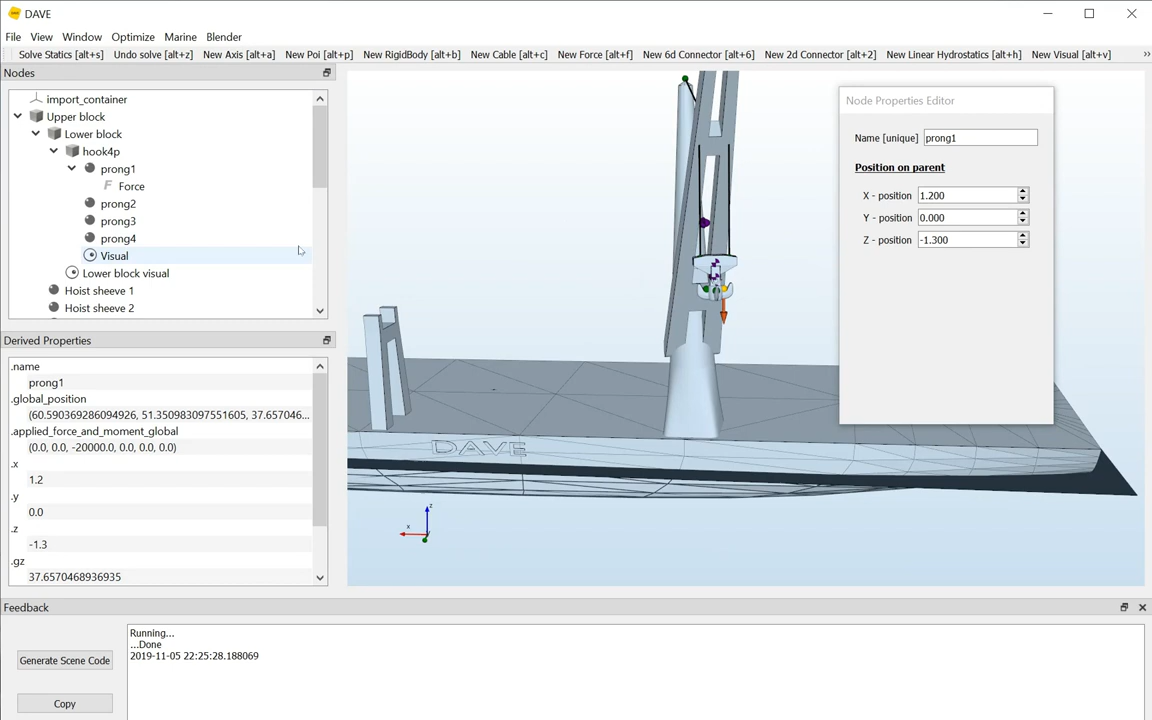 DAVE
File View Window Optimize Marine Blender
Solve Statics [alt+s] Undo solve [alt+z] New Axis [alt+a] New Poi [alt+p] New RigidBody [alt+b] New Cable [alt+c] New Force [alt+f] New 6d Connector [alt+6] New 2d Connector [alt+2] New Linear Hydrostatics [alt+h] New Visual [alt+v] »
Nodes
import_container
Upper block
Lower block
hook4p
prong1
F Force
prong2
prong3
prong4
Visual
Lower block visual
Hoist sheeve 1
Hoist sheeve 2
Derived Properties
.name
prong1
.global_position
(60.590369286094926, 51.350983097551605, 37.657046...
.applied_force_and_moment_global
(0.0, 0.0, -20000.0, 0.0, 0.0, 0.0)
.x
1.2
.y
0.0
.z
-1.3
.gz
37.6570468936935
DAVE
z
x
Node Properties Editor
Name [unique] prong1
Position on parent
X - position 1.200
Y - position 0.000
Z - position -1.300
Feedback
Generate Scene Code
Copy
Running...
...Done
2019-11-05 22:25:28.188069